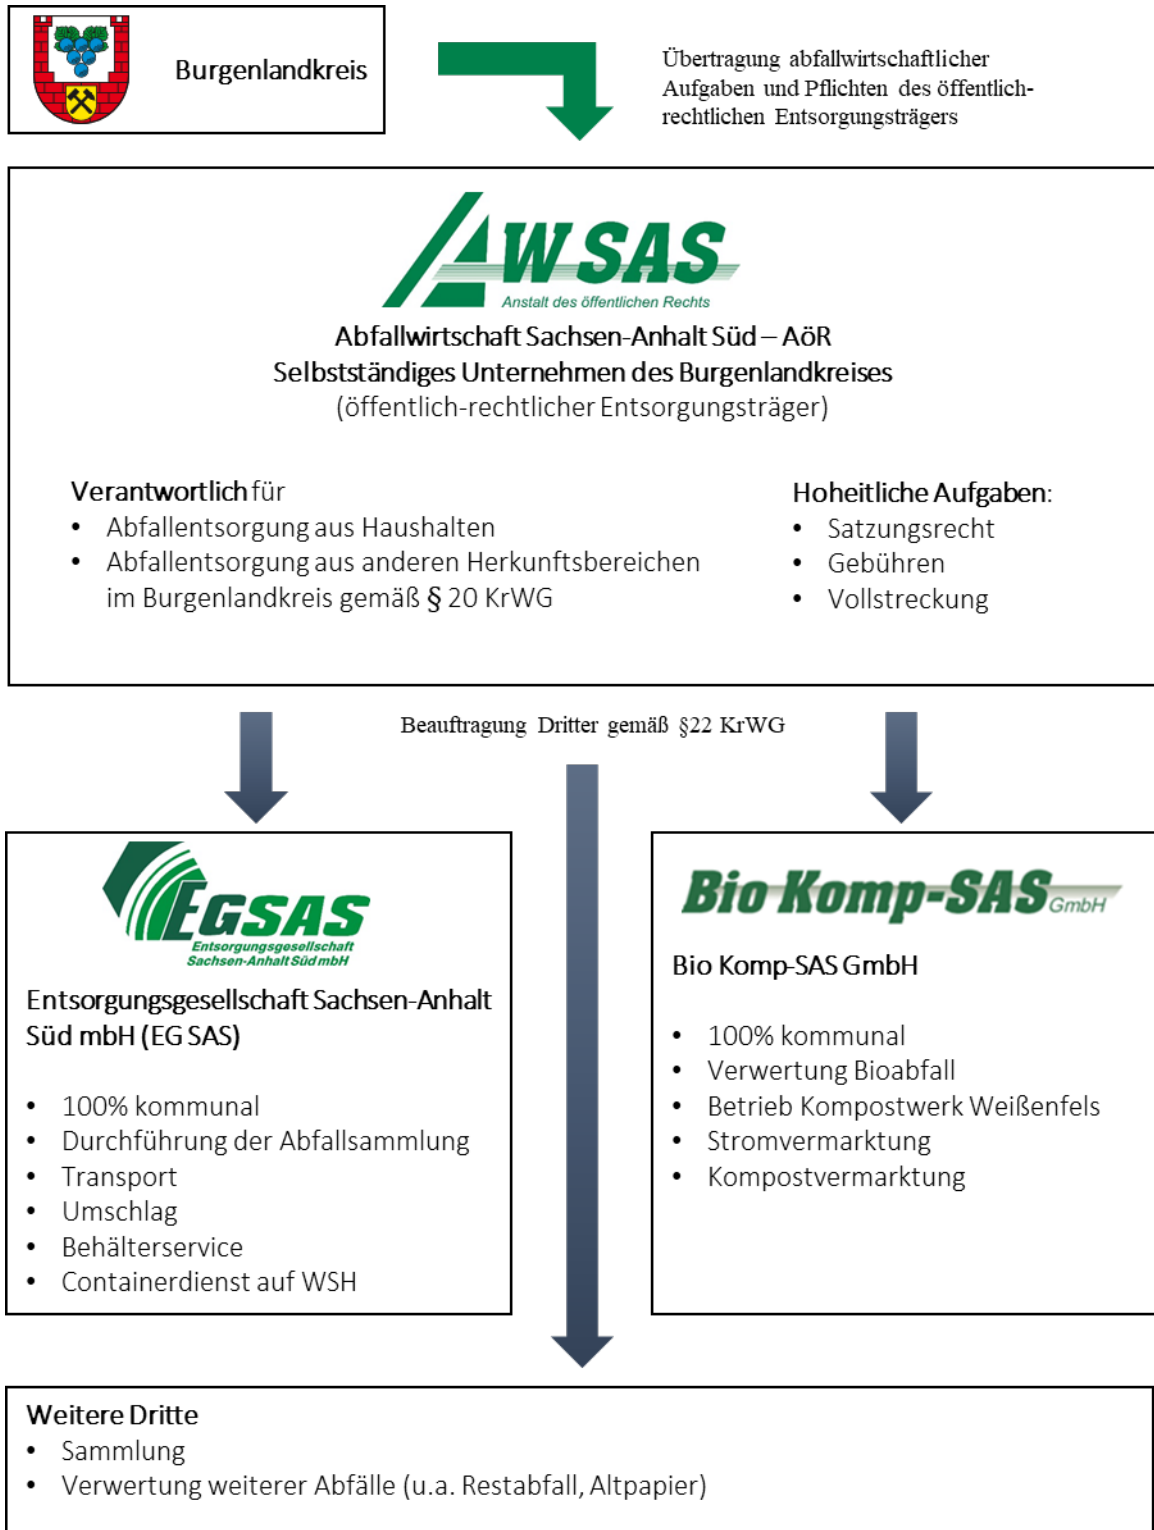 Burgenlandkreis
Übertragung abfallwirtschaftlicher
Aufgaben und Pflichten des öffentlich-
rechtlichen Entsorgungsträgers
AW SAS
Anstalt des öffentlichen Rechts
Abfallwirtschaft Sachsen-Anhalt Süd – AöR
Selbstständiges Unternehmen des Burgenlandkreises
(öffentlich-rechtlicher Entsorgungsträger)
Verantwortlich für
• Abfallentsorgung aus Haushalten
• Abfallentsorgung aus anderen Herkunftsbereichen
im Burgenlandkreis gemäß § 20 KrWG
Hoheitliche Aufgaben:
• Satzungsrecht
• Gebühren
• Vollstreckung
Beauftragung Dritter gemäß §22 KrWG
EGSAS
Entsorgungsgesellschaft
Sachsen-Anhalt Süd mbH
Entsorgungsgesellschaft Sachsen-Anhalt
Süd mbH (EG SAS)
• 100% kommunal
• Durchführung der Abfallsammlung
• Transport
• Umschlag
• Behälterservice
• Containerdienst auf WSH
Bio Komp-SAS GmbH
Bio Komp-SAS GmbH
• 100% kommunal
• Verwertung Bioabfall
• Betrieb Kompostwerk Weißenfels
• Stromvermarktung
• Kompostvermarktung
Weitere Dritte
• Sammlung
• Verwertung weiterer Abfälle (u.a. Restabfall, Altpapier)